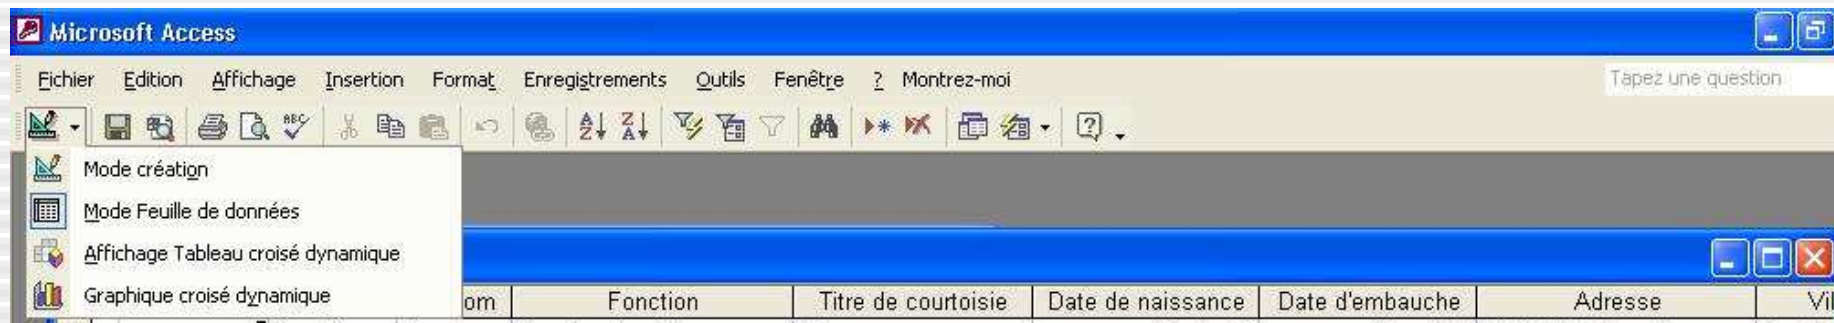 Microsoft Access
Fichier Edition Affichage Insertion Format Enregistrements Outils Fenêtre ? Montrez-moi Tapez une question
Mode création
Mode Feuille de données
Affichage Tableau croisé dynamique
Graphique croisé dynamique
om Fonction Titre de courtoisie Date de naissance Date d'embauche Adresse Vil